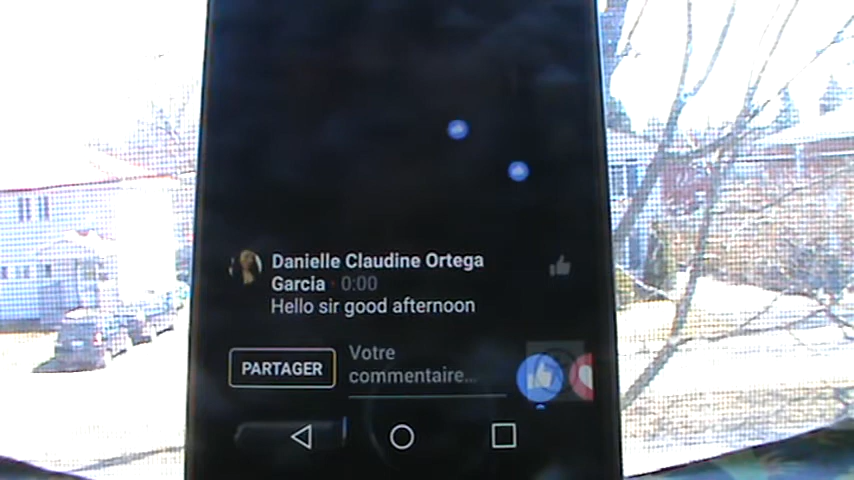 Danielle Claudine Ortega
Garcia · 0:00
Hello sir good afternoon
PARTAGER
Votre
commentaire...